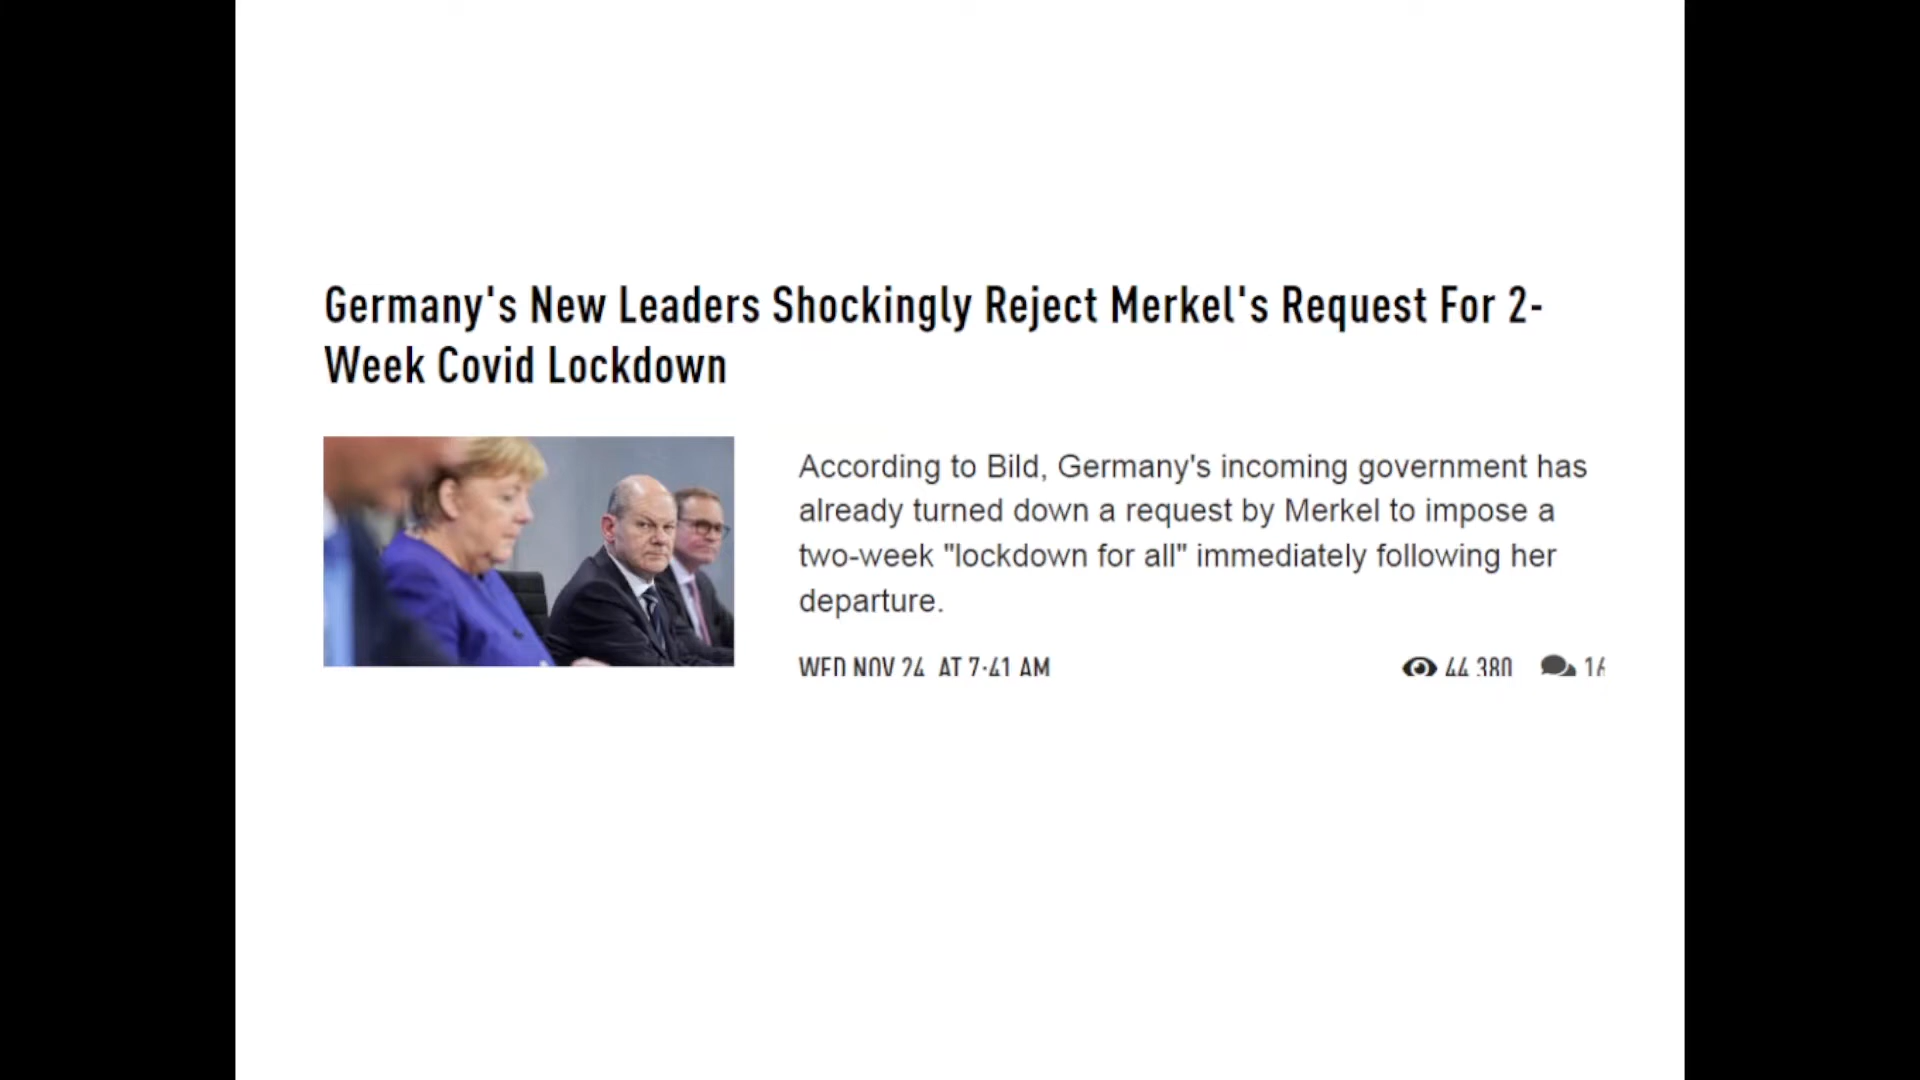 Germany's New Leaders Shockingly Reject Merkel's Request For 2-
Week Covid Lockdown
According to Bild, Germany's incoming government has
already turned down a request by Merkel to impose a
two-week "lockdown for all" immediately following her
departure.
WED NOV 24, AT 7:41 AM
44,380